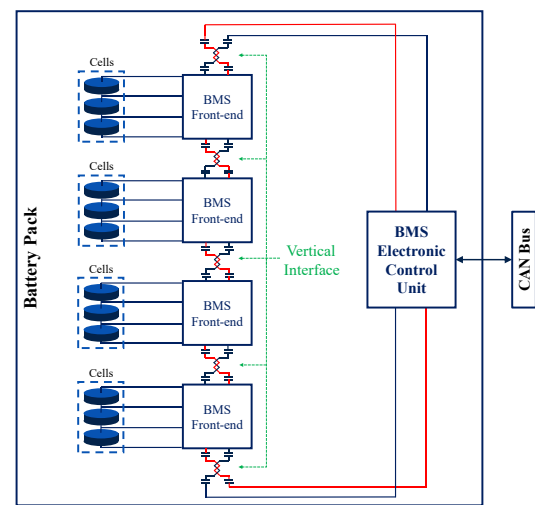 Cells
BMS
Front-end
Cells
BMS
Front-end
Cells
BMS
Front-end
Cells
BMS
Front-end
Vertical
Interface
BMS
Electronic
Control
Unit
CAN Bus
Battery Pack